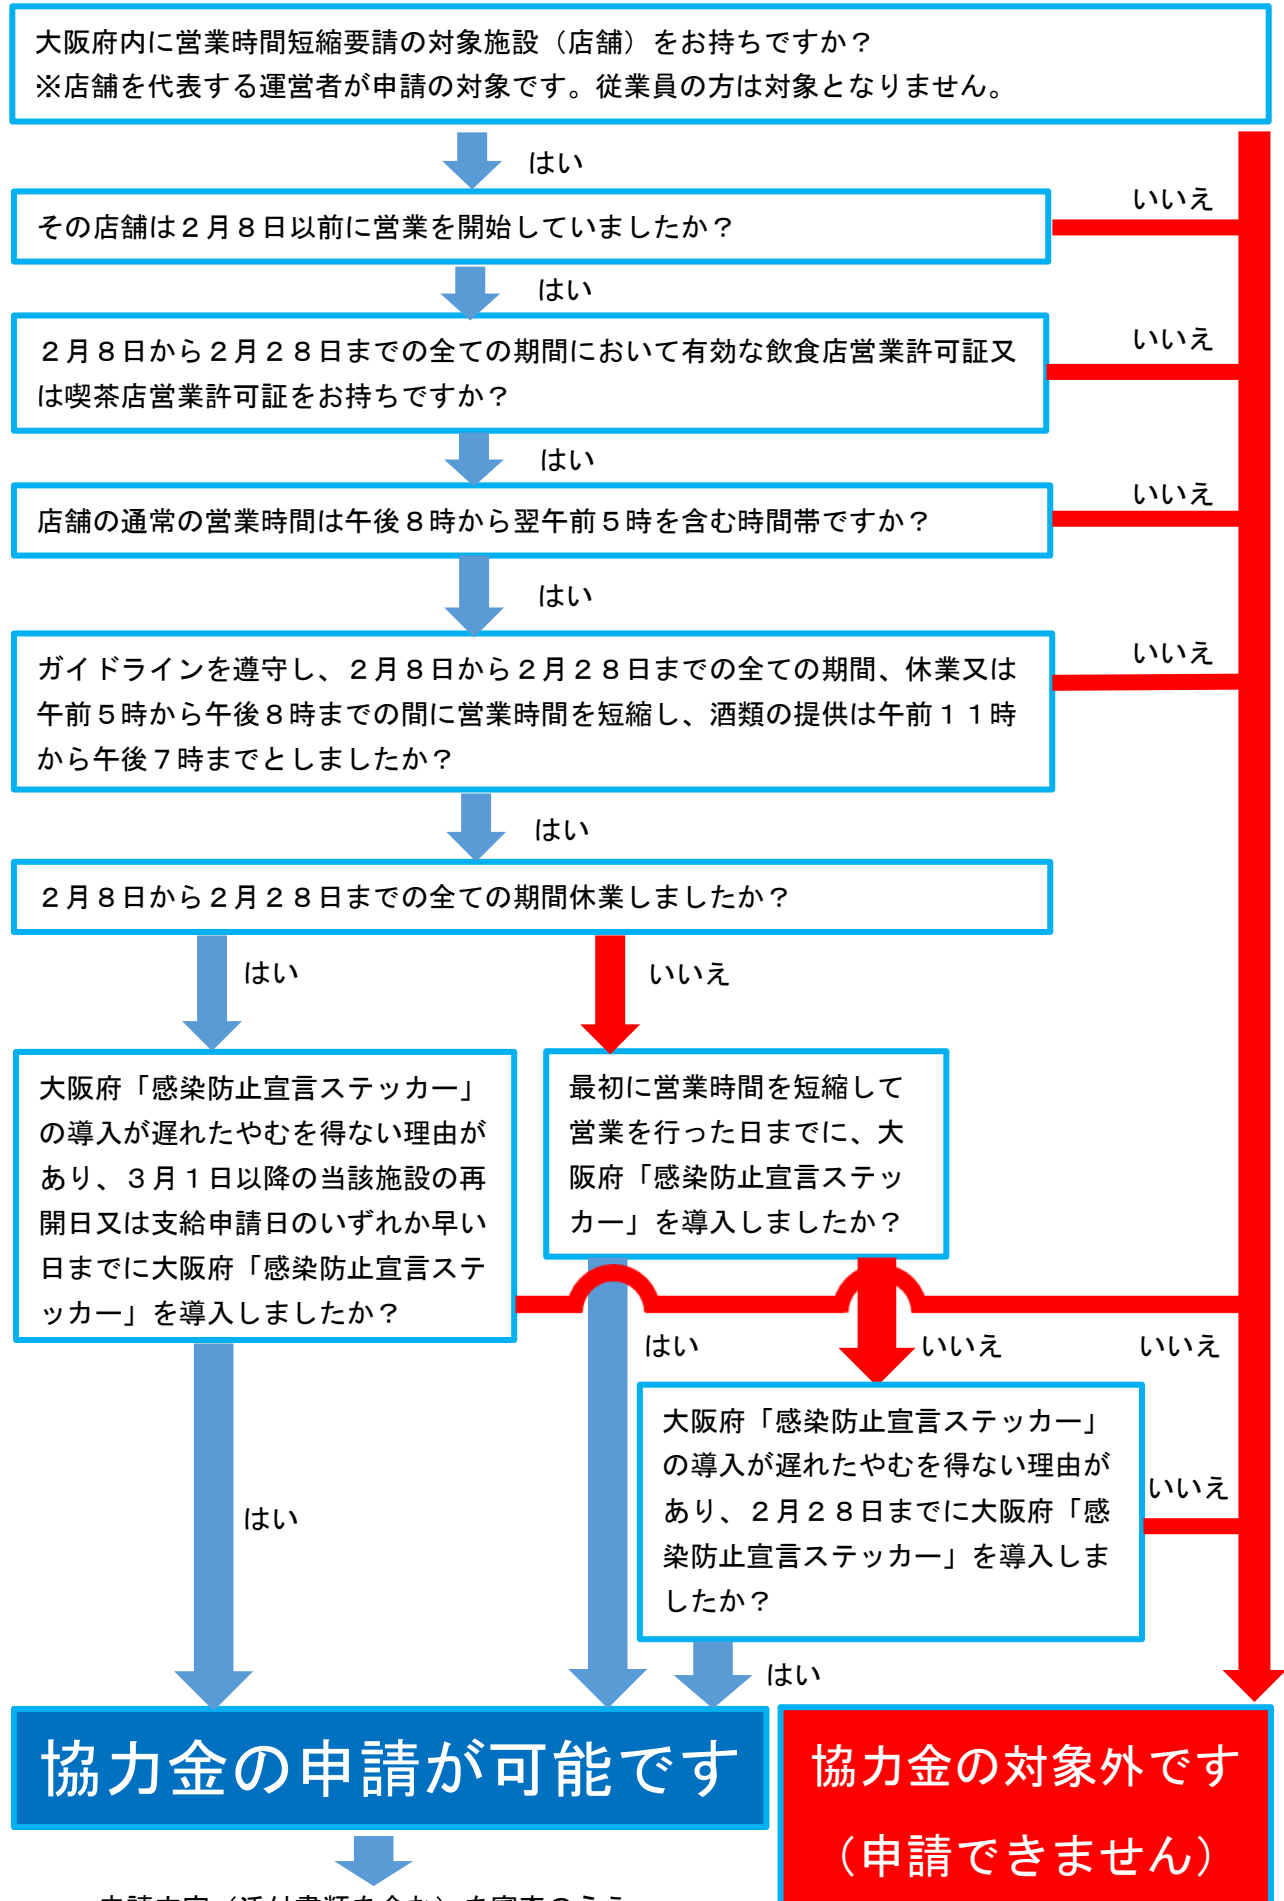 大阪府内に営業時間短縮要請の対象施設（店舗）をお持ちですか？
※店舗を代表する運営者が申請の対象です。従業員の方は対象となりません。
はい
いいえ
その店舗は２月８日以前に営業を開始していましたか？
はい
いいえ
２月８日から２月２８日までの全ての期間において有効な飲食店営業許可証又
は喫茶店営業許可証をお持ちですか？
はい
いいえ
店舗の通常の営業時間は午後８時から翌午前５時を含む時間帯ですか？
はい
いいえ
ガイドラインを遵守し、２月８日から２月２８日までの全ての期間、休業又は
午前５時から午後８時までの間に営業時間を短縮し、酒類の提供は午前１１時
から午後７時までとしましたか？
はい
２月８日から２月２８日までの全ての期間休業しましたか？
はい
いいえ
大阪府「感染防止宣言ステッカー」
の導入が遅れたやむを得ない理由が
あり、３月１日以降の当該施設の再
開日又は支給申請日のいずれか早い
日までに大阪府「感染防止宣言ステ
ッカー」を導入しましたか？
最初に営業時間を短縮して
営業を行った日までに、大
阪府「感染防止宣言ステッ
カー」を導入しましたか？
はい
いいえ
いいえ
大阪府「感染防止宣言ステッカー」
の導入が遅れたやむを得ない理由が
あり、２月２８日までに大阪府「感
染防止宣言ステッカー」を導入しま
したか？
いいえ
はい
はい
協力金の申請が可能です
協力金の対象外です
（申請できません）
申請内容（添付書類を含む）を審査のうえ